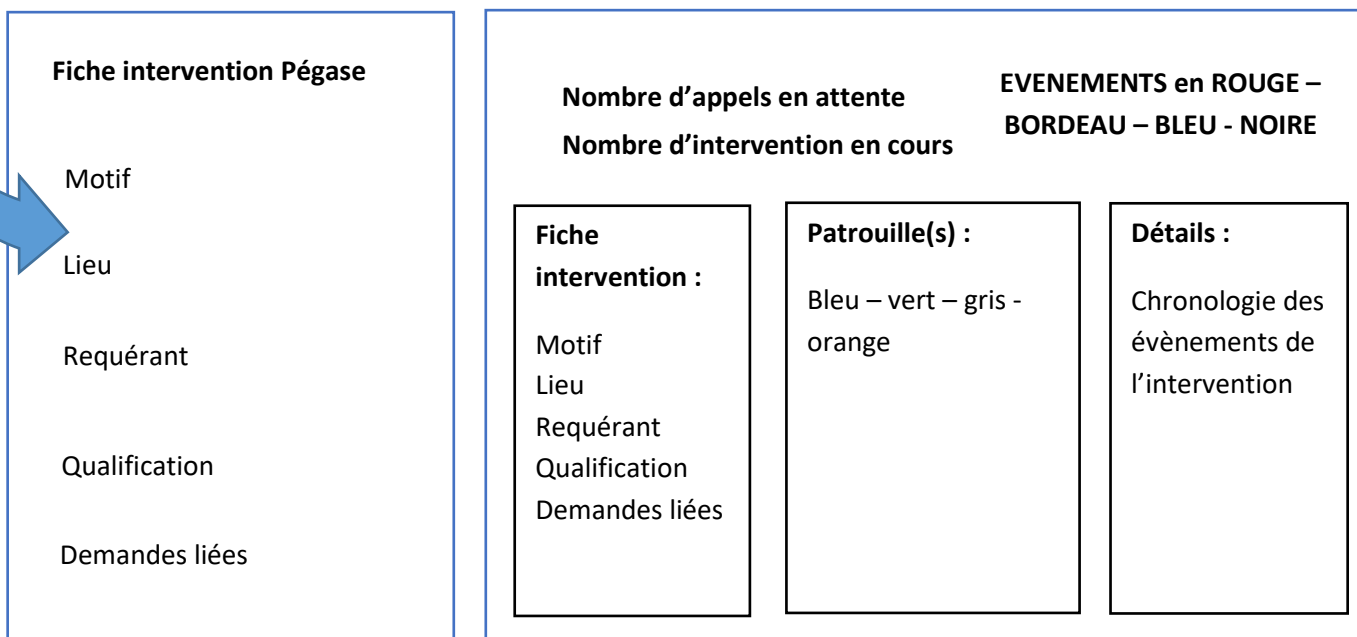 Fiche intervention Pégase
Motif
Lieu
Requérant
Qualification
Demandes liées
Nombre d’appels en attente
Nombre d’intervention en cours
EVENEMENTS en ROUGE –
BORDEAU – BLEU - NOIRE
Fiche
intervention :
Motif
Lieu
Requérant
Qualification
Demandes liées
Patrouille(s) :
Bleu – vert – gris -
orange
Détails :
Chronologie des
évènements de
l’intervention